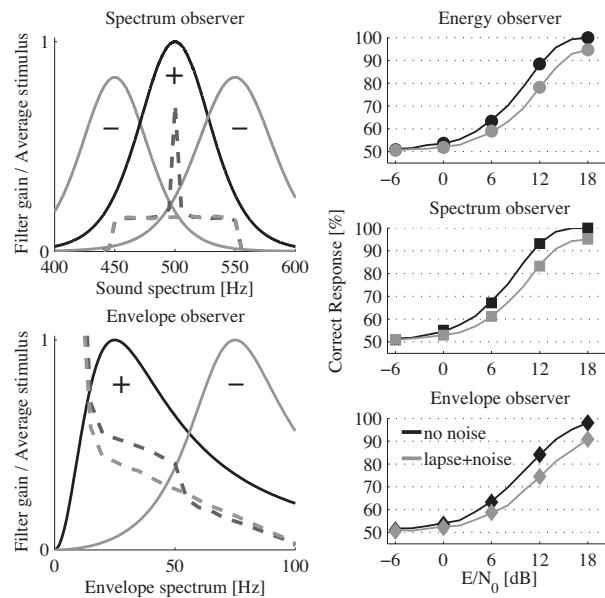 Spectrum observer
Filter gain / Average stimulus
1
0
+
−
−
400 450 500 550 600
Sound spectrum [Hz]
Envelope observer
Filter gain / Average stimulus
1
0
+
−
0 50 100
Envelope spectrum [Hz]
Energy observer
100
90
80
70
60
50
−6 0 6 12 18
Spectrum observer
Correct Response [%]
100
90
80
70
60
50
−6 0 6 12 18
Envelope observer
100
90
80
70
60
50
no noise
lapse+noise
−6 0 6 12 18
E/N0 [dB]